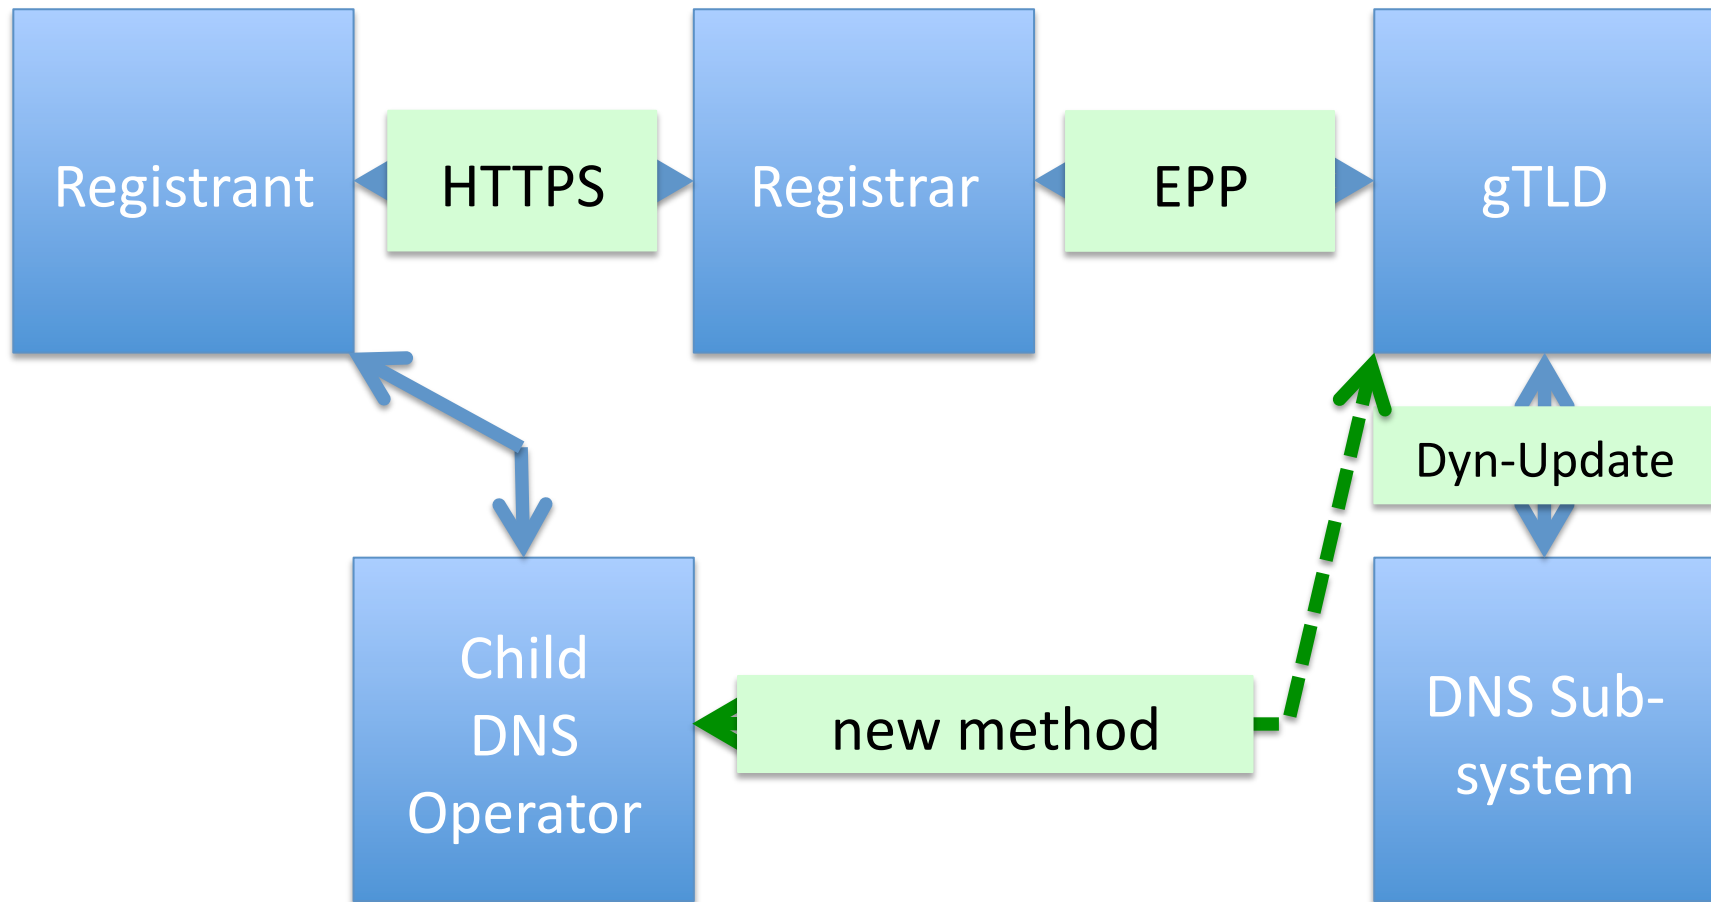 Registrant
HTTPS
Registrar
EPP
gTLD
Dyn-Update
Child
DNS
Operator
new method
DNS Sub-
system